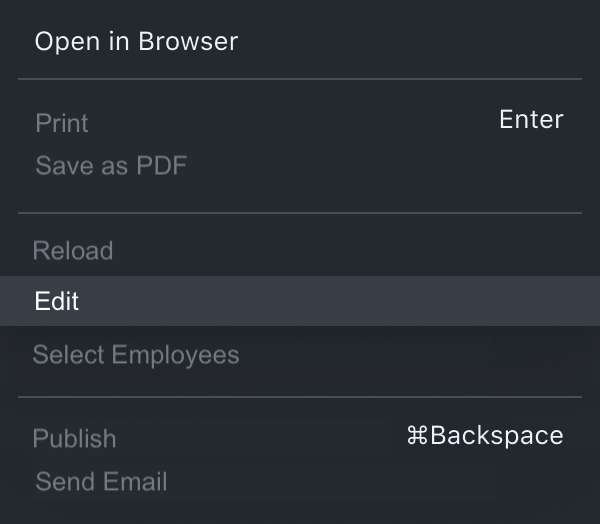 Open in Browser
Print Enter
Save as PDF
Reload
Edit
Select Employees
Publish ⌘Backspace
Send Email